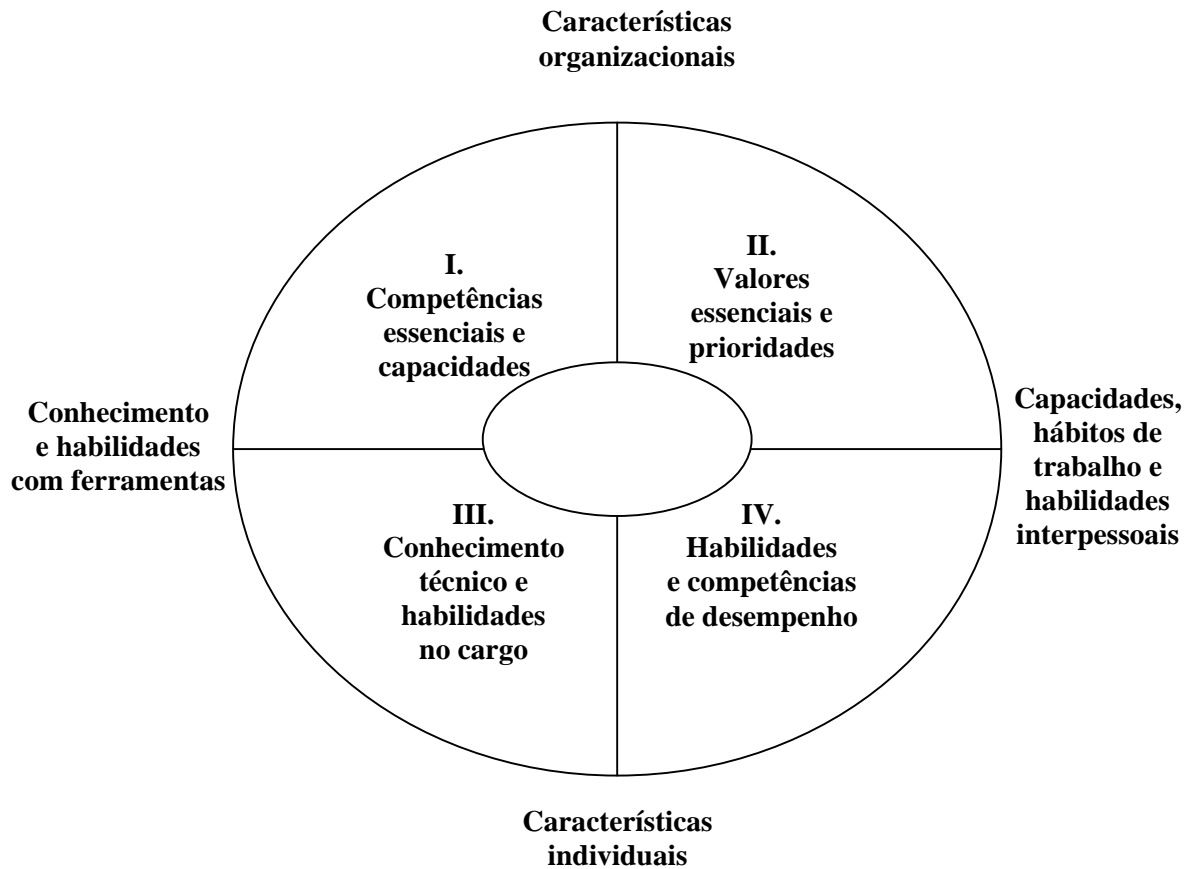 Características
organizacionais
I.
Competências
essenciais e
capacidades
II.
Valores
essenciais e
prioridades
Conhecimento
e habilidades
com ferramentas
Capacidades,
hábitos de
trabalho e
habilidades
interpessoais
III.
Conhecimento
técnico e
habilidades
no cargo
IV.
Habilidades
e competências
de desempenho
Características
individuais